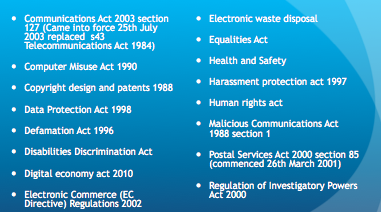 Communications Act 2003 section
127 (Came into force 25th July
2003 replaced s43
Telecommunications Act 1984)
Computer Misuse Act 1990
Copyright design and patents 1988
Data Protection Act 1998
Defamation Act 1996
Disabilities Discrimination Act
Digital economy act 2010
Electronic Commerce (EC
Directive) Regulations 2002
Electronic waste disposal
Equalities Act
Health and Safety
Harassment protection act 1997
Human rights act
Malicious Communications Act
1988 section 1
Postal Services Act 2000 section 85
(commenced 26th March 2001)
Regulation of Investigatory Powers
Act 2000